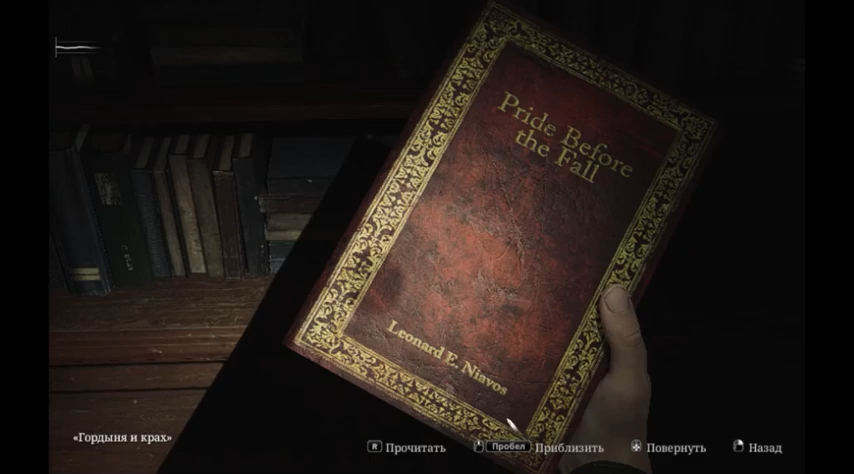 Pride Before
the Fall
Leonard E. Niavos
«Гордыня и крах»
R Прочитать
Пробел Приблизить
Повернуть
Назад